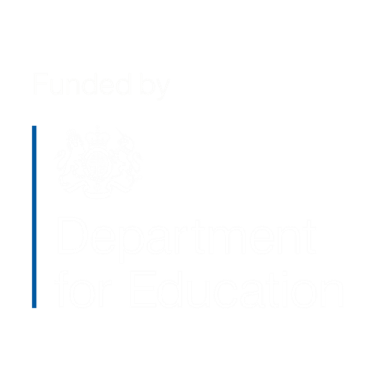 Funded by
Department
for Education